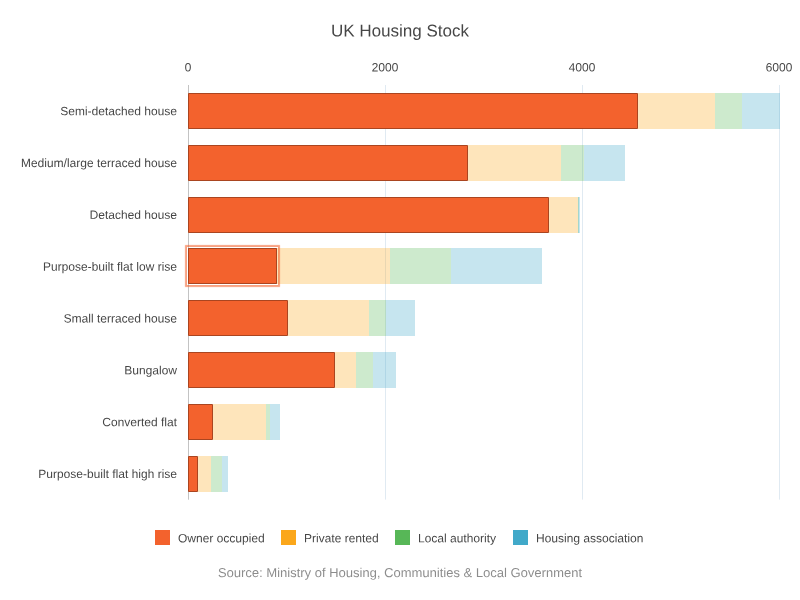 UK Housing Stock
0 2000 4000 6000
Semi-detached house
Medium/large terraced house
Detached house
Purpose-built flat low rise
Small terraced house
Bungalow
Converted flat
Purpose-built flat high rise
Owner occupied Private rented Local authority Housing association
Source: Ministry of Housing, Communities & Local Government